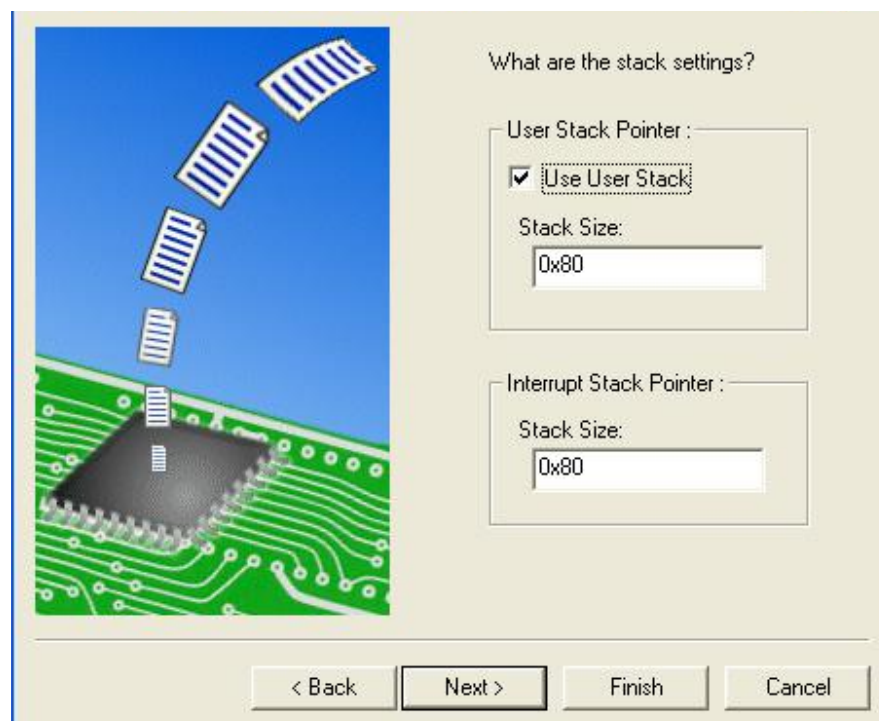 What are the stack settings?
User Stack Pointer :
Use User Stack
Stack Size:
0x80
Interrupt Stack Pointer :
Stack Size:
0x80
< Back
Next >
Finish
Cancel